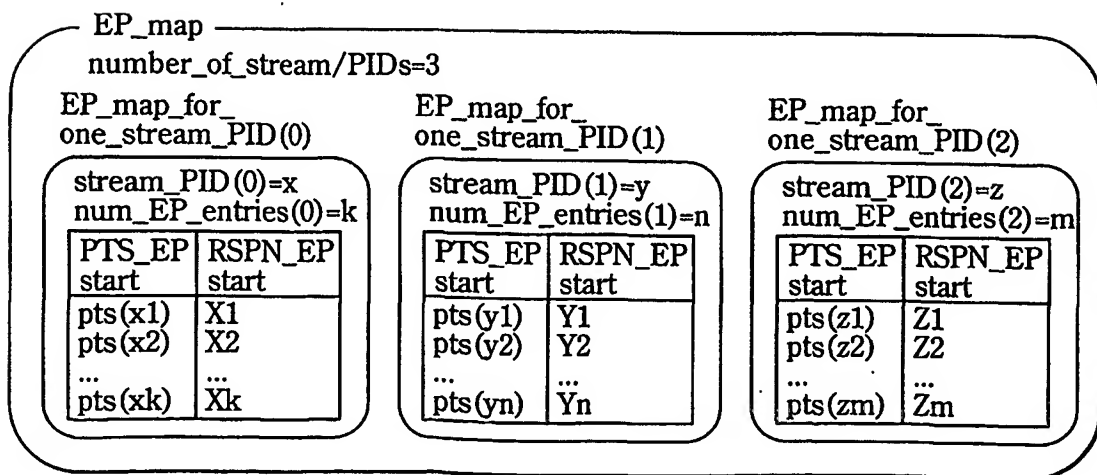 EP_map
number_of_stream/PIDs=3
EP_map_for_
one_stream_PID(0)
stream_PID(0)=x
num_EP_entries(0)=k
PTS_EP RSPN_EP
start start
pts(x1) X1
pts(x2) X2
... ...
pts(xk) Xk
EP_map_for_
one_stream_PID(1)
stream_PID(1)=y
num_EP_entries(1)=n
PTS_EP RSPN_EP
start start
pts(y1) Y1
pts(y2) Y2
... ...
pts(yn) Yn
EP_map_for_
one_stream_PID(2)
stream_PID(2)=z
num_EP_entries(2)=m
PTS_EP RSPN_EP
start start
pts(z1) Z1
pts(z2) Z2
... ...
pts(zm) Zm